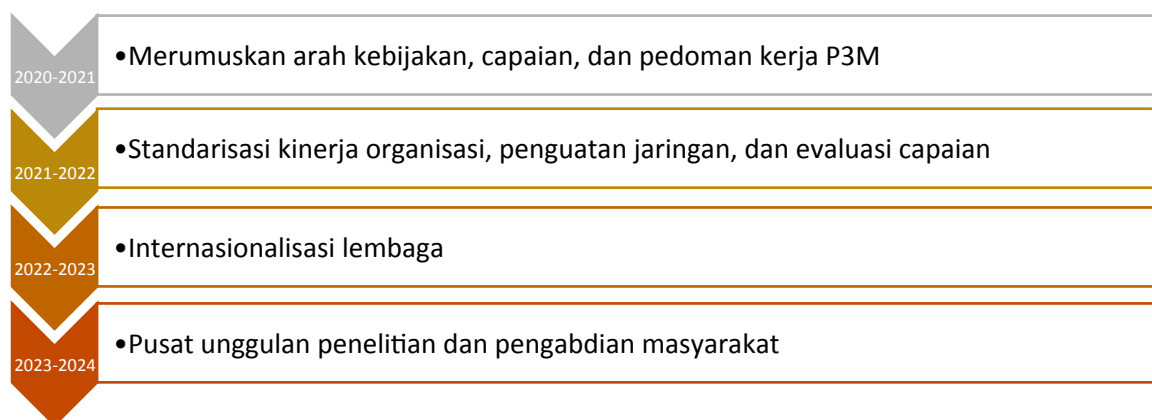 2020-2021
•Merumuskan arah kebijakan, capaian, dan pedoman kerja P3M
2021-2022
•Standarisasi kinerja organisasi, penguatan jaringan, dan evaluasi capaian
2022-2023
•Internasionalisasi lembaga
2023-2024
•Pusat unggulan penelitian dan pengabdian masyarakat